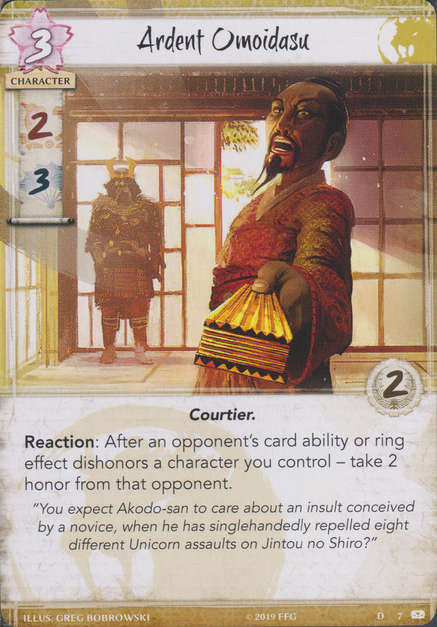 3
Ardent Omoidasu
CHARACTER
2
3
2
Courtier.
Reaction: After an opponent's card ability or ring
effect dishonors a character you control – take 2
honor from that opponent.
"You expect Akodo-san to care about an insult conceived
by a novice, when he has singlehandedly repelled eight
different Unicorn assaults on Jintou no Shiro?"
ILLUS. GREG BOBROWSKI © 2019 FFG D 7